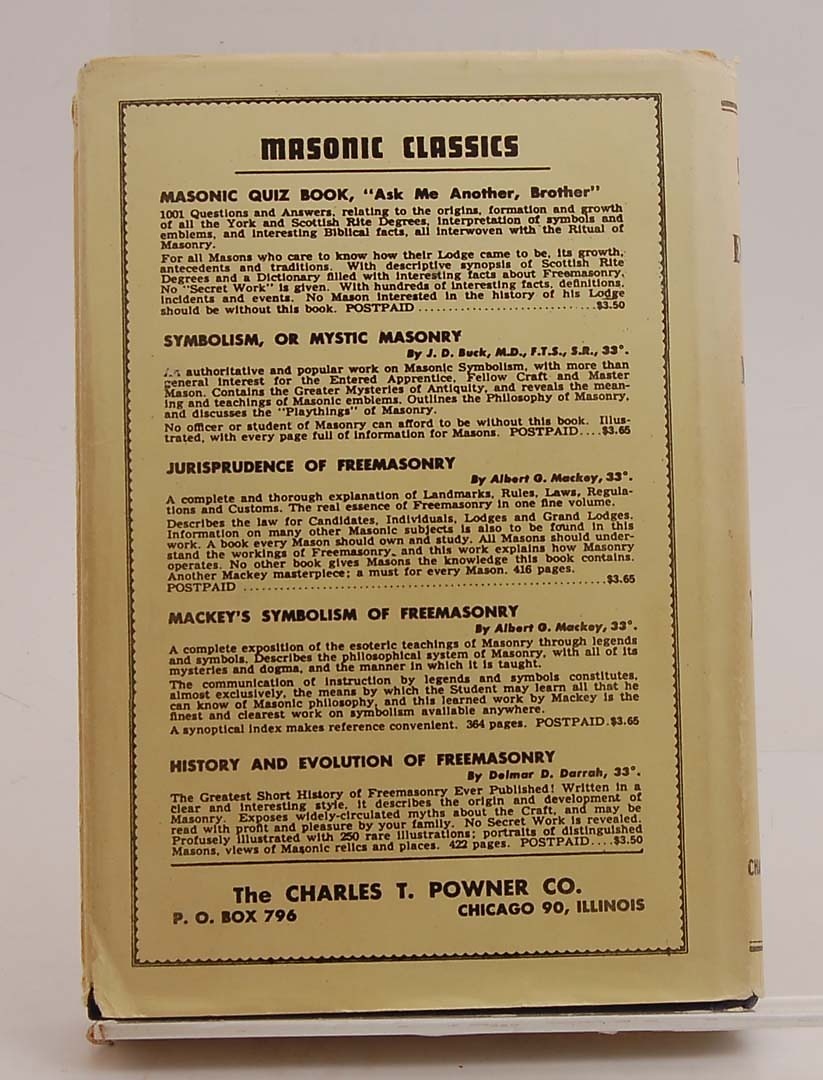 MASONIC CLASSICS
MASONIC QUIZ BOOK, "Ask Me Another, Brother"
1001 Questions and Answers, relating to the origins, formation and growth
of all the York and Scottish Rite Degrees, interpretation of symbols and
emblems, and interesting Biblical facts, all interwoven with the Ritual of
Masonry.
For all Masons who care to know how their Lodge came to be, its growth,
antecedents and traditions. With descriptive synopsis of Scottish Rite
Degrees and a Dictionary filled with interesting facts about Freemasonry.
No "Secret Work" is given. With hundreds of interesting facts, definitions,
incidents and events. No Mason interested in the history of his Lodge
should be without this book. POSTPAID ............................$3.50
SYMBOLISM, OR MYSTIC MASONRY
By J. D. Buck, M.D., F.T.S., S.R., 33°.
An authoritative and popular work on Masonic Symbolism, with more than
general interest for the Entered Apprentice, Fellow Craft and Master
Mason. Contains the Greater Mysteries of Antiquity, and reveals the mean-
ing and teachings of Masonic emblems. Outlines the Philosophy of Masonry,
and discusses the "Playthings" of Masonry.
No officer or student of Masonry can afford to be without this book. Illus-
trated, with every page full of information for Masons. POSTPAID....$3.65
JURISPRUDENCE OF FREEMASONRY
By Albert G. Mackey, 33°.
A complete and thorough explanation of Landmarks, Rules, Laws, Regula-
tions and Customs. The real essence of Freemasonry in one fine volume.
Describes the law for Candidates, Individuals, Lodges and Grand Lodges.
Information on many other Masonic subjects is also to be found in this
work. A book every Mason should own and study. All Masons should under-
stand the workings of Freemasonry, and this work explains how Masonry
operates. No other book gives Masons the knowledge this book contains.
Another Mackey masterpiece; a must for every Mason. 416 pages.
POSTPAID ......................................................$3.65
MACKEY'S SYMBOLISM OF FREEMASONRY
By Albert G. Mackey, 33°.
A complete exposition of the esoteric teachings of Masonry through legends
and symbols. Describes the philosophical system of Masonry, with all of its
mysteries and dogma, and the manner in which it is taught.
The communication of instruction by legends and symbols constitutes,
almost exclusively, the means by which the Student may learn all that he
can know of Masonic philosophy, and this learned work by Mackey is the
finest and clearest work on symbolism available anywhere.
A synoptical index makes reference convenient. 364 pages. POSTPAID.$3.65
HISTORY AND EVOLUTION OF FREEMASONRY
By Delmar D. Darrah, 33°.
The Greatest Short History of Freemasonry Ever Published! Written in a
clear and interesting style, it describes the origin and development of
Masonry. Exposes widely-circulated myths about the Craft, and may be
read with profit and pleasure by your family. No Secret Work is revealed.
Profusely illustrated with 250 rare illustrations; portraits of distinguished
Masons, views of Masonic relics and places. 422 pages. POSTPAID....$3.50
The CHARLES T. POWNER CO.
P. O. BOX 796 CHICAGO 90, ILLINOIS